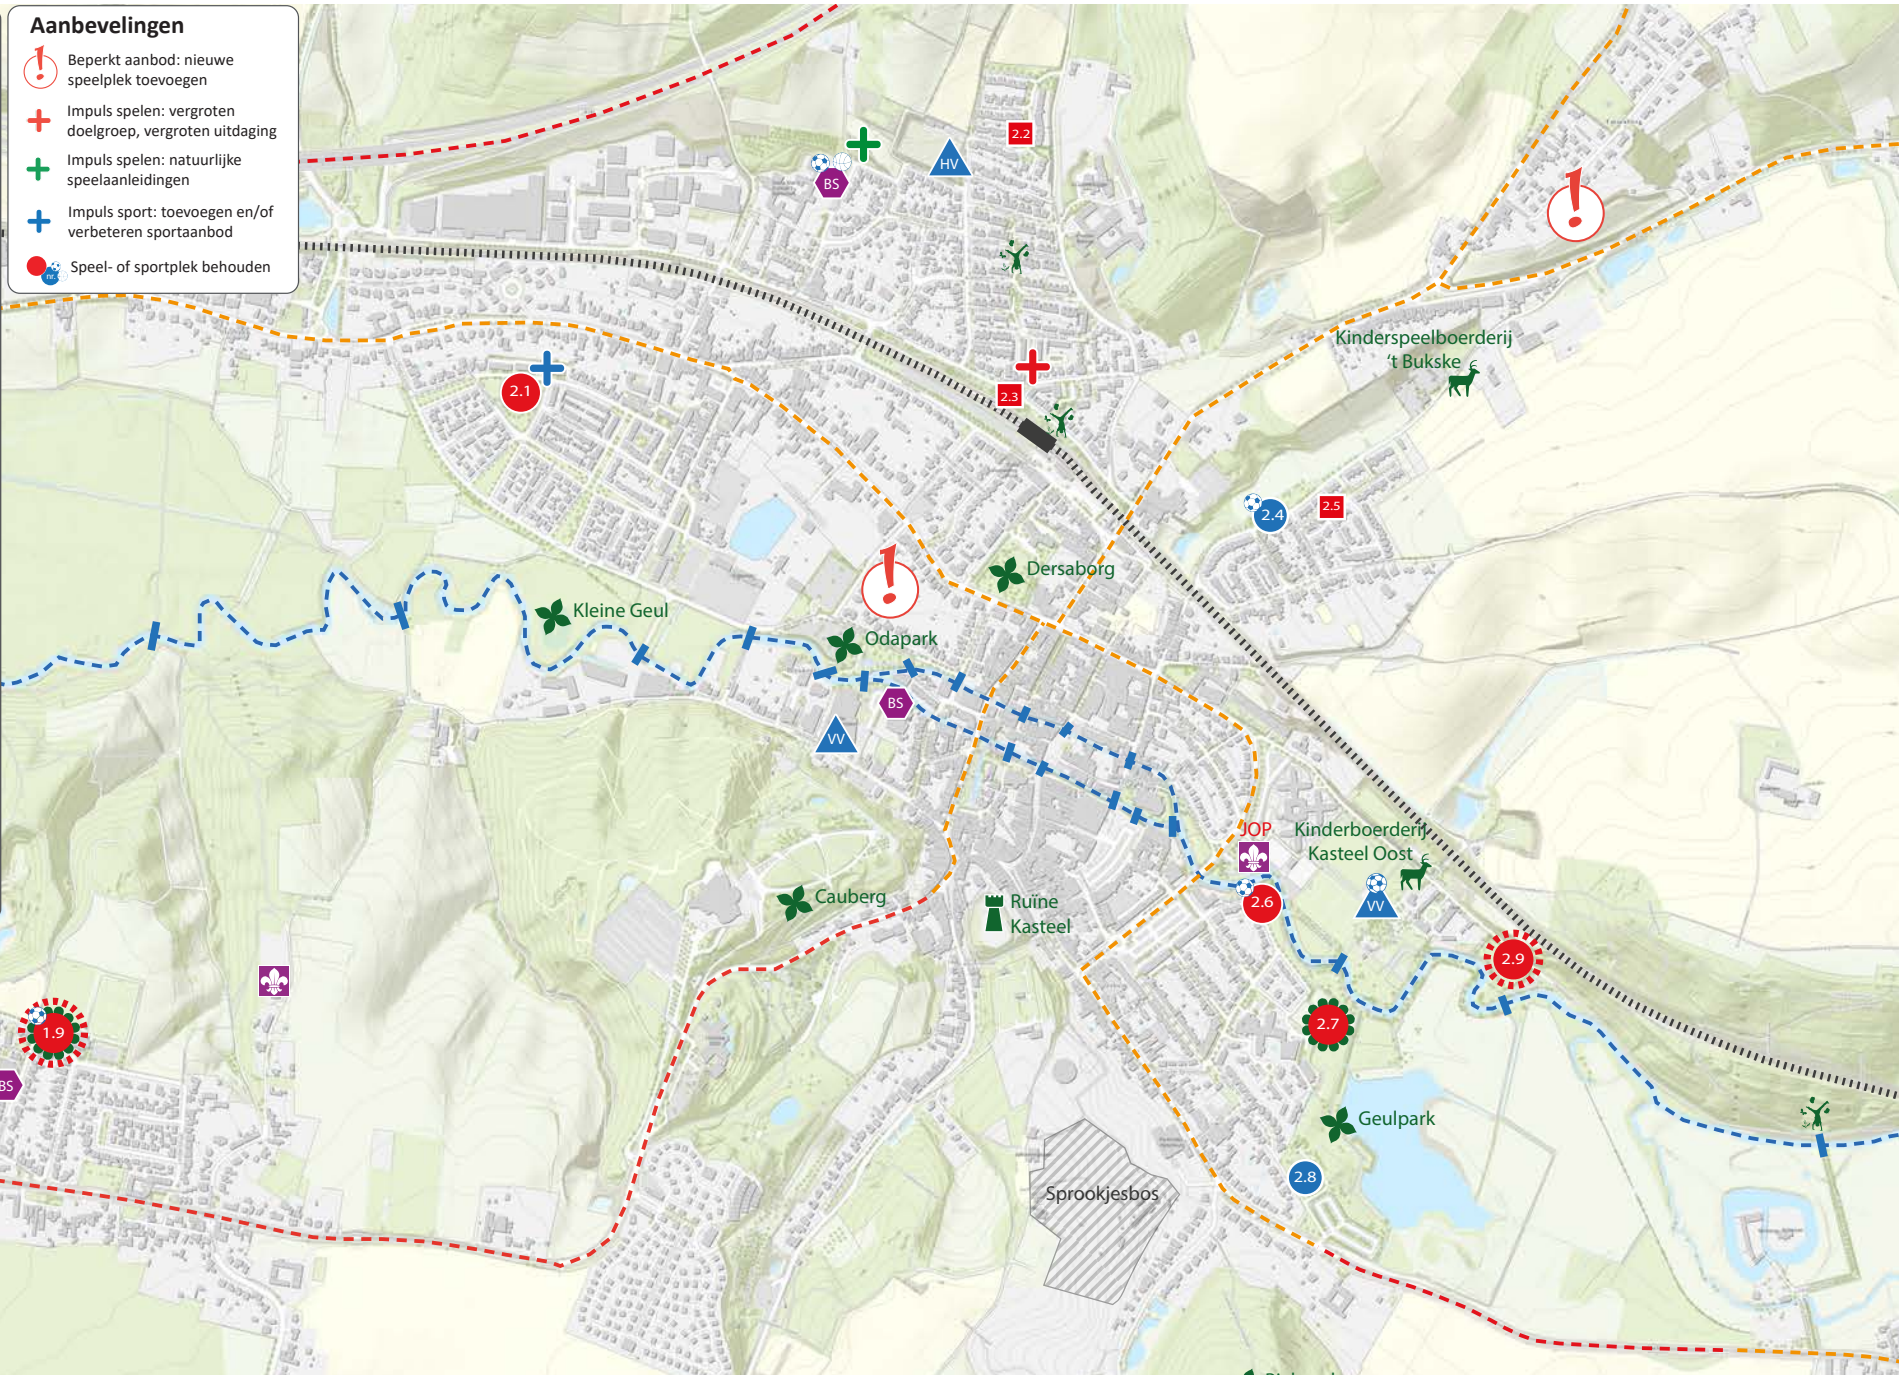 Aanbevelingen
Beperkt aanbod: nieuwe
speelplek toevoegen
Impuls spelen: vergroten
doelgroep, vergroten uitdaging
Impuls spelen: natuurlijke
speelaanleidingen
Impuls sport: toevoegen en/of
verbeteren sportaanbod
nr.
Speel- of sportplek behouden
2.2
HV
BS
Kinderspeelboerderij
't Bukske
2.1
2.3
2.4
2.5
Dersaborg
Kleine Geul
Odapark
BS
VV
JOP
Kinderboerderij
Kasteel Oost
Cauberg
Ruïne
Kasteel
2.6
VV
2.9
1.9
2.7
BS
Geulpark
2.8
Sprookjesbos